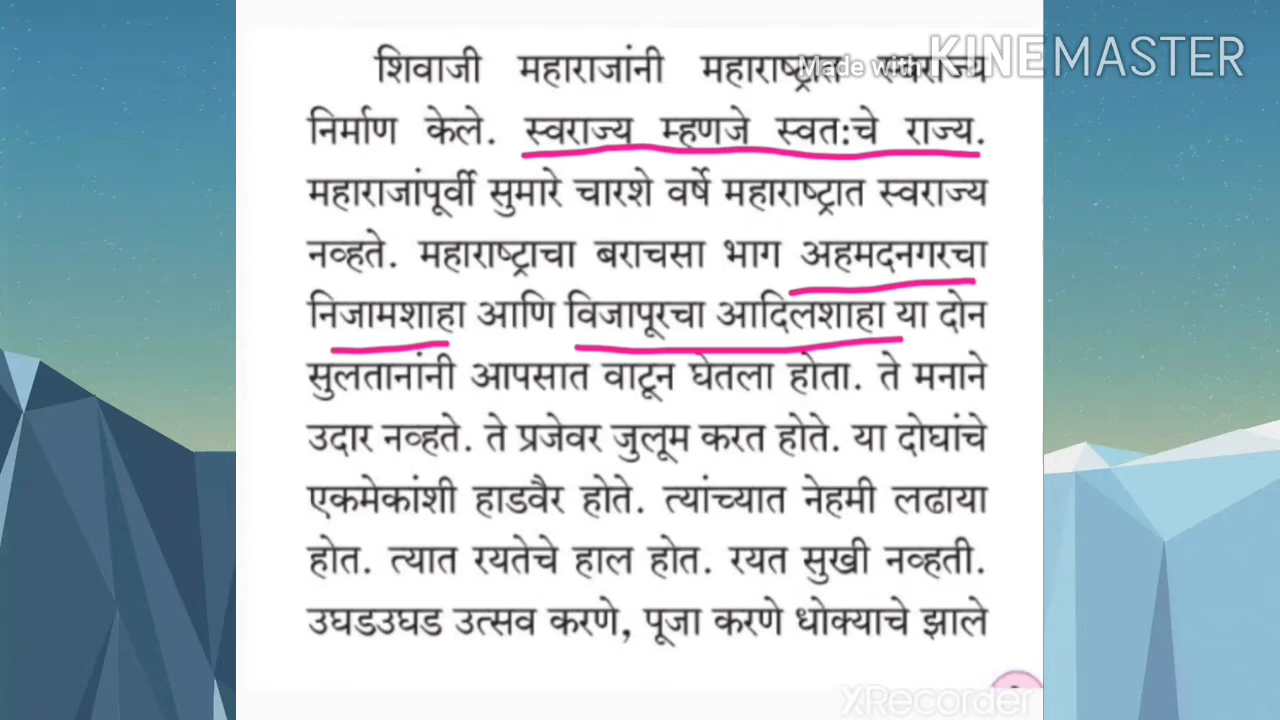 शिवाजी महाराजांनी महाराष्ट्रात स्वराज्य
Made with KINEMASTER
निर्माण केले. स्वराज्य म्हणजे स्वत:चे राज्य.
महाराजांपूर्वी सुमारे चारशे वर्षे महाराष्ट्रात स्वराज्य
नव्हते. महाराष्ट्राचा बराचसा भाग अहमदनगरचा
निजामशाहा आणि विजापूरचा आदिलशाहा या दोन
सुलतानांनी आपसात वाटून घेतला होता. ते मनाने
उदार नव्हते. ते प्रजेवर जुलूम करत होते. या दोघांचे
एकमेकांशी हाडवैर होते. त्यांच्यात नेहमी लढाया
होत. त्यात रयतेचे हाल होत. रयत सुखी नव्हती.
उघडउघड उत्सव करणे, पूजा करणे धोक्याचे झाले
XRecorder